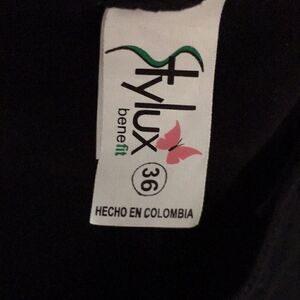 Stylux
benefit
36
HECHO EN COLOMBIA